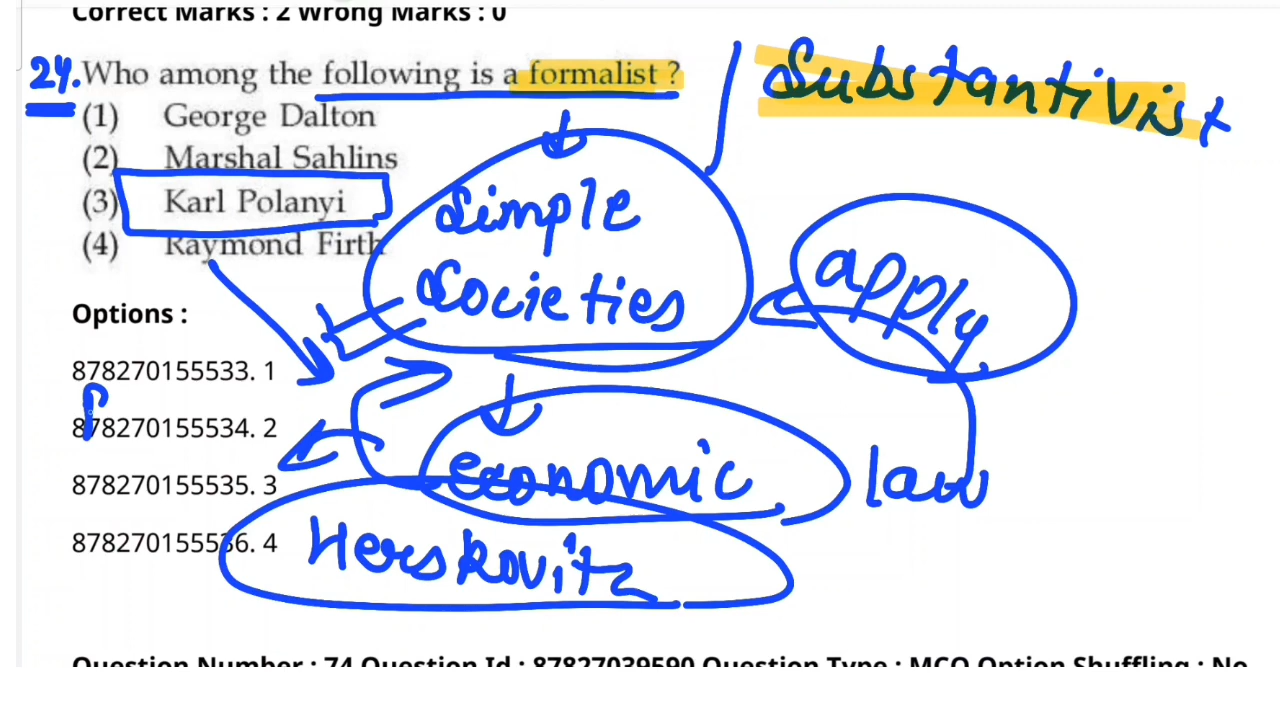 Correct Marks : 2 Wrong Marks : 0
24. Who among the following is a formalist ?
Substantivist
(1) George Dalton
(2) Marshal Sahlins
(3) Karl Polanyi
(4) Raymond Firth
Simple
Societies
apply
Options :
878270155533. 1
878270155534. 2
878270155535. 3
economic law
878270155536. 4
Herskovitz
Question Number : 74 Question Id : 87827039590 Question Type : MCQ Option Shuffling : No